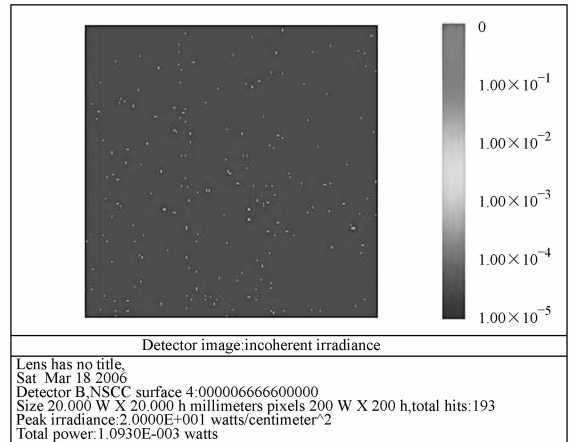 0
1.00×10⁻¹
1.00×10⁻²
1.00×10⁻³
1.00×10⁻⁴
1.00×10⁻⁵
Detector image:incoherent irradiance
Lens has no title,
Sat Mar 18 2006
Detector B,NSCC surface 4:000006666600000
Size 20.000 W X 20.000 h millimeters pixels 200 W X 200 h,total hits:193
Peak irradiance:2.0000E+001 watts/centimeter^2
Total power:1.0930E-003 watts